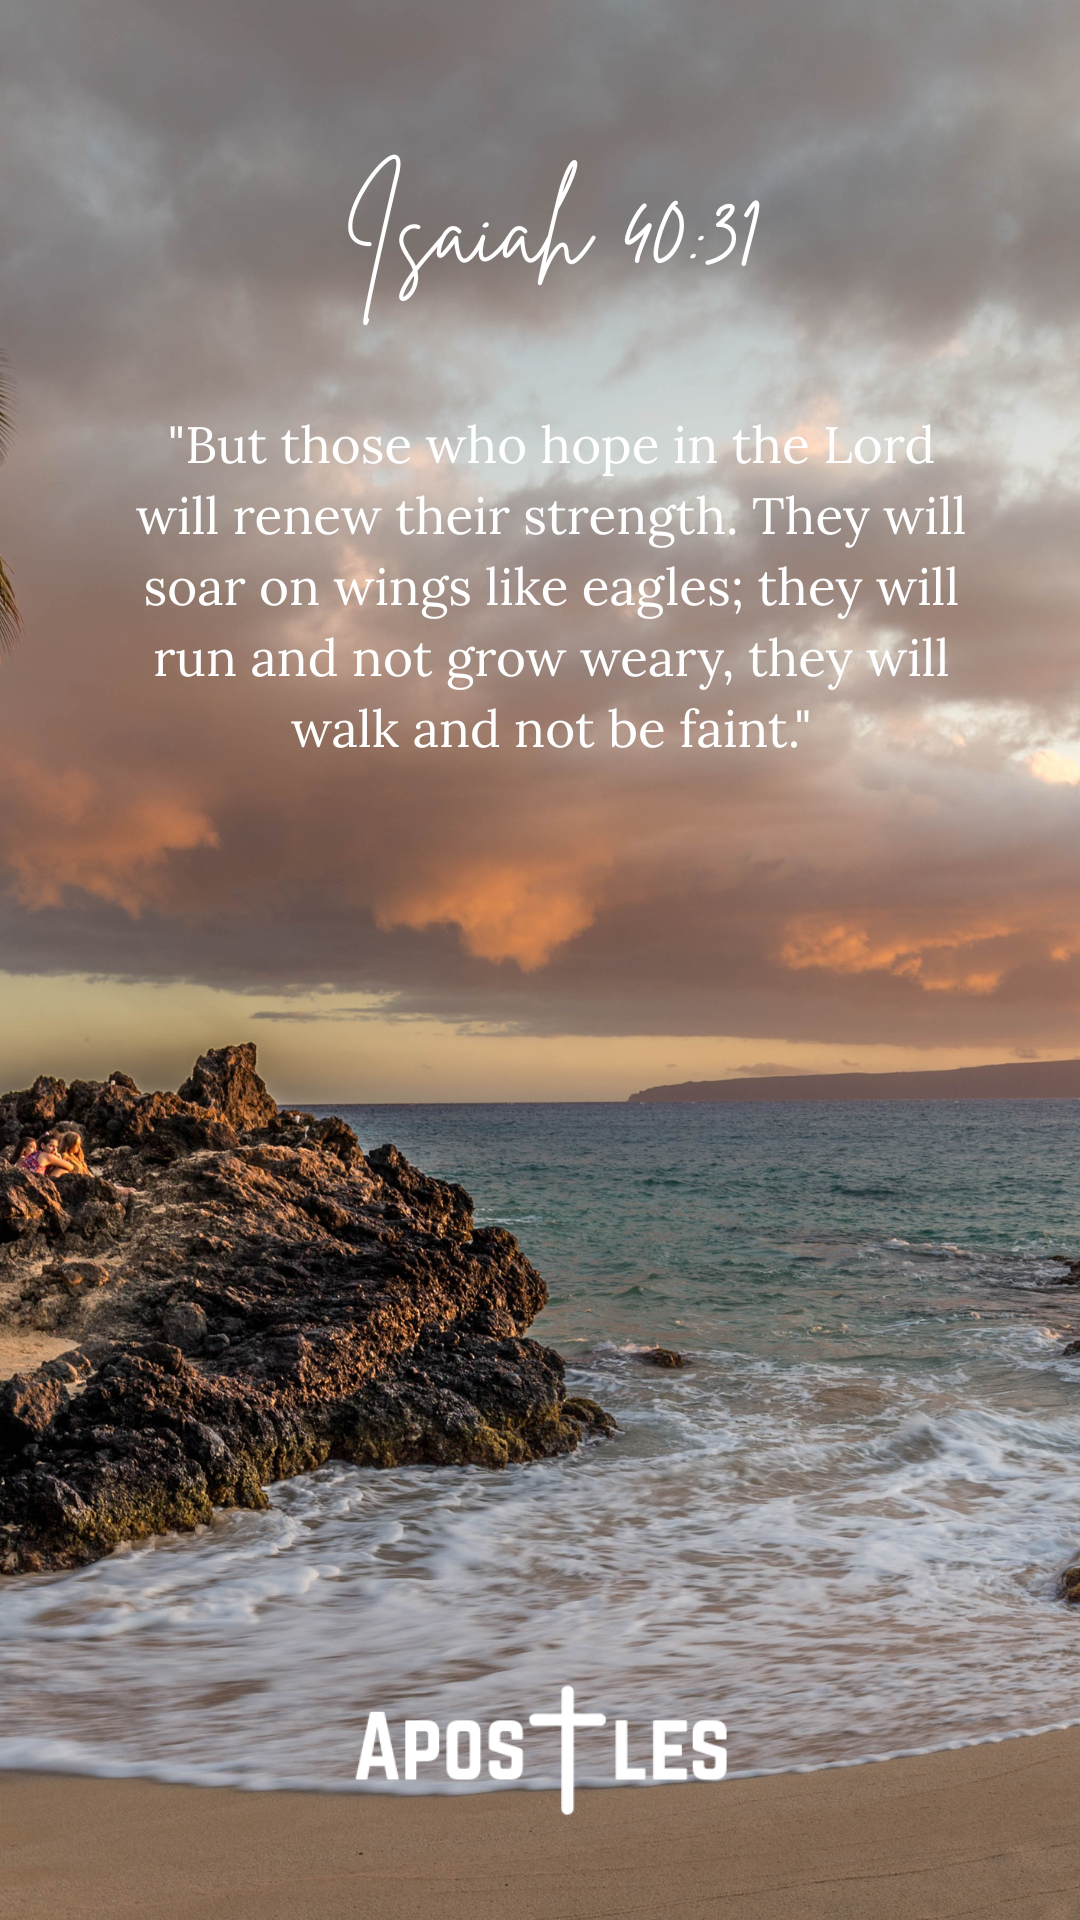 Isaiah 40:31
"But those who hope in the Lord
will renew their strength. They will
soar on wings like eagles; they will
run and not grow weary, they will
walk and not be faint."
APOSTLES